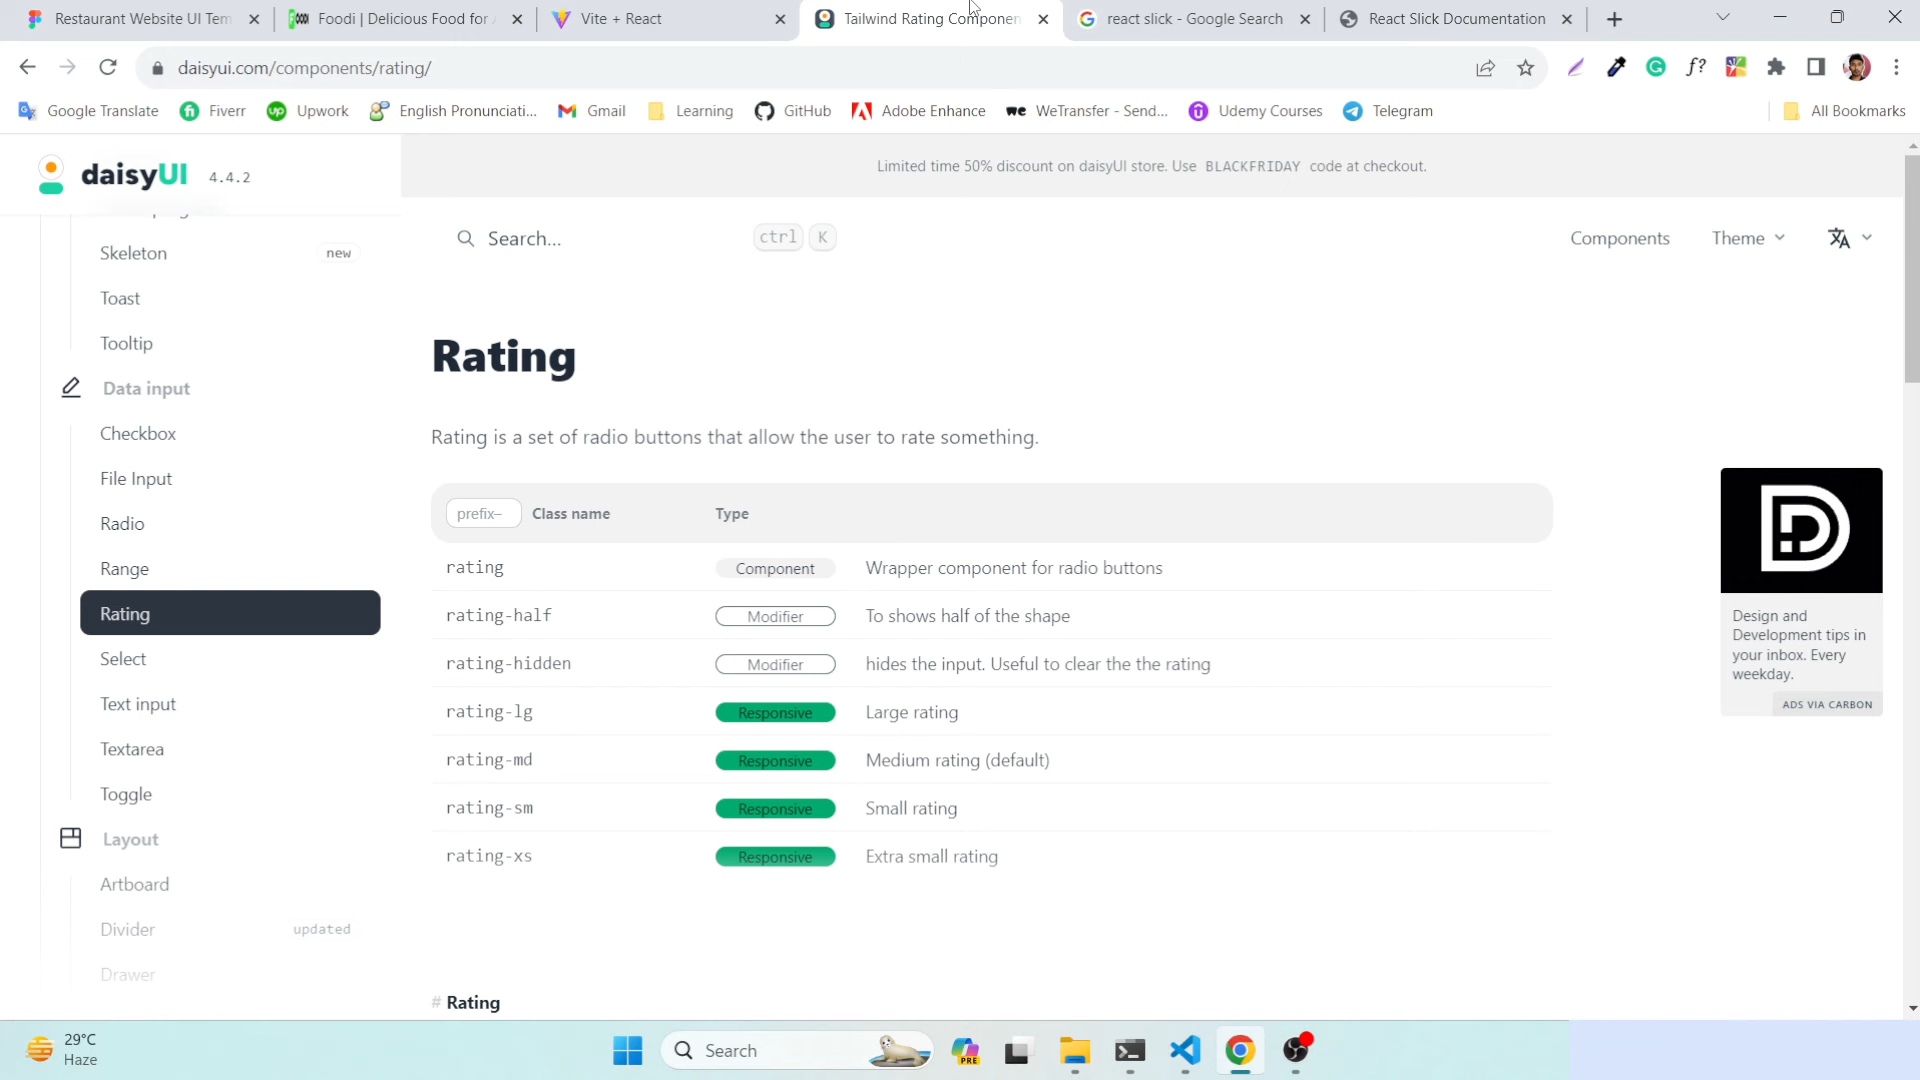 Restaurant Website UI Tem
Foodi | Delicious Food for A
Vite + React
Tailwind Rating Componen
react slick - Google Search
React Slick Documentation
daisyui.com/components/rating/
f?
Google Translate
Fiverr
Upwork
English Pronunciati...
Gmail
Learning
GitHub
Adobe Enhance
WeTransfer - Send...
Udemy Courses
Telegram
All Bookmarks
daisyUI 4.4.2
Limited time 50% discount on daisyUI store. Use BLACKFRIDAY code at checkout.
Search...
ctrl K
Components
Theme
Skeleton new
Toast
Tooltip
Data input
Checkbox
File Input
Radio
Range
Rating
Select
Text input
Textarea
Toggle
Layout
Artboard
Divider updated
Drawer
Rating
Rating is a set of radio buttons that allow the user to rate something.
prefix- Class name Type
rating Component Wrapper component for radio buttons
rating-half Modifier To shows half of the shape
rating-hidden Modifier hides the input. Useful to clear the the rating
rating-lg Responsive Large rating
rating-md Responsive Medium rating (default)
rating-sm Responsive Small rating
rating-xs Responsive Extra small rating
# Rating
Design and
Development tips in
your inbox. Every
weekday.
ADS VIA CARBON
29°C
Haze
Search
PRE